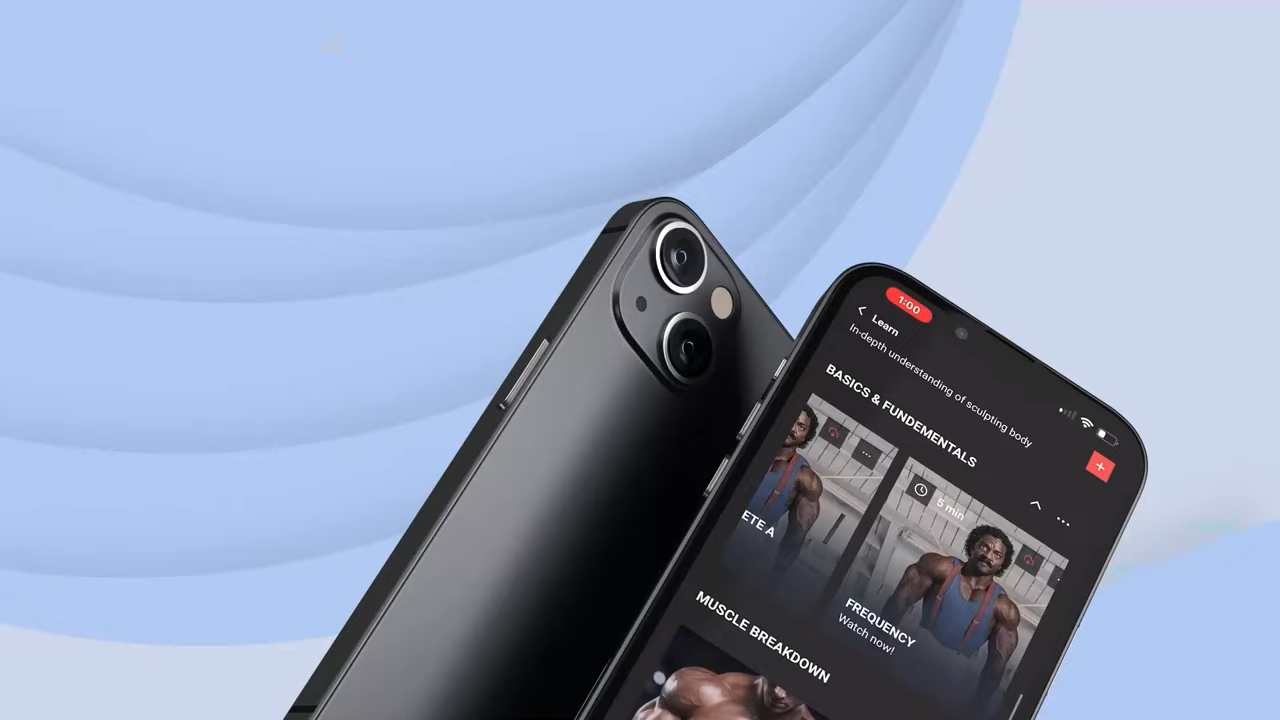 1:00
Learn
In-depth understanding of sculpting body
BASICS & FUNDEMENTALS
5 min
ETE A
FREQUENCY
Watch now!
MUSCLE BREAKDOWN